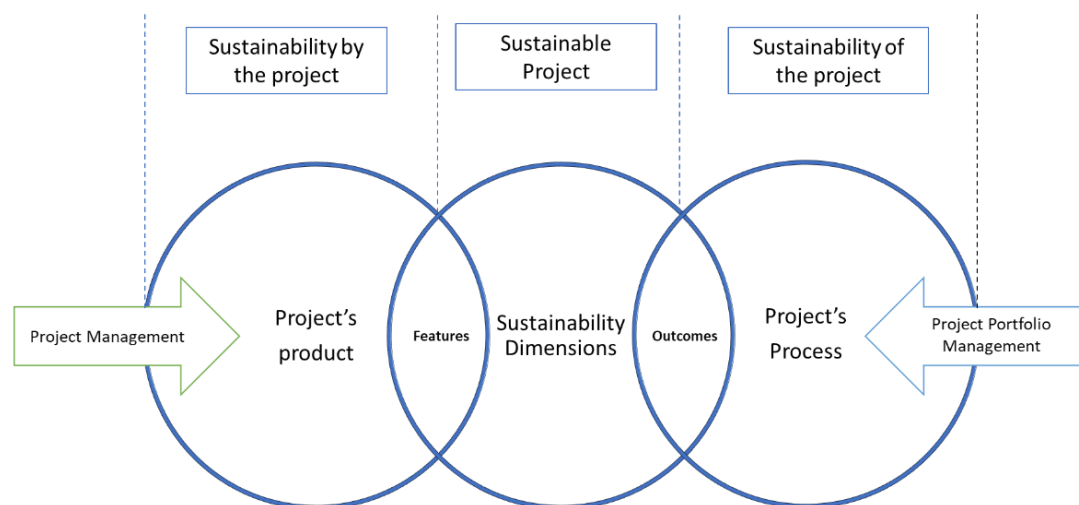 Sustainability by
the project
Sustainable
Project
Sustainability of
the project
Project Management
Project's
product
Features
Sustainability
Dimensions
Outcomes
Project's
Process
Project Portfolio
Management